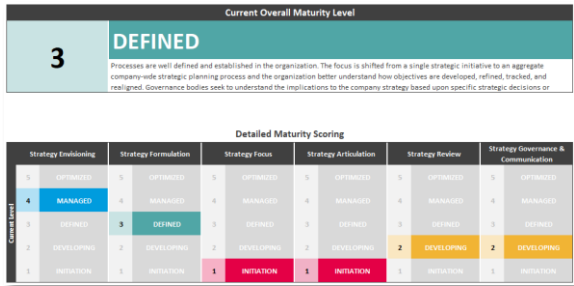 Current Overall Maturity Level
3
DEFINED
Processes are well defined and established in the organization. The focus is shifted from a single strategic initiative to an aggregate
company-wide strategic planning process and the organization better understand how objectives are developed, refined, tracked, and
realigned. Governance bodies seek to understand the implications to the company strategy based upon specific strategic decisions or
Detailed Maturity Scoring
Strategy Envisioning Strategy Formulation Strategy Focus Strategy Articulation Strategy Review Strategy Governance &
Communication
Current Level
5 OPTIMIZED 5 OPTIMIZED 5 OPTIMIZED 5 OPTIMIZED 5 OPTIMIZED 5 OPTIMIZED
4 MANAGED 4 MANAGED 4 MANAGED 4 MANAGED 4 MANAGED 4 MANAGED
3 DEFINED 3 DEFINED 3 DEFINED 3 DEFINED 3 DEFINED 3 DEFINED
2 DEVELOPING 2 DEVELOPING 2 DEVELOPING 2 DEVELOPING 2 DEVELOPING 2 DEVELOPING
1 INITIATION 1 INITIATION 1 INITIATION 1 INITIATION 1 INITIATION 1 INITIATION